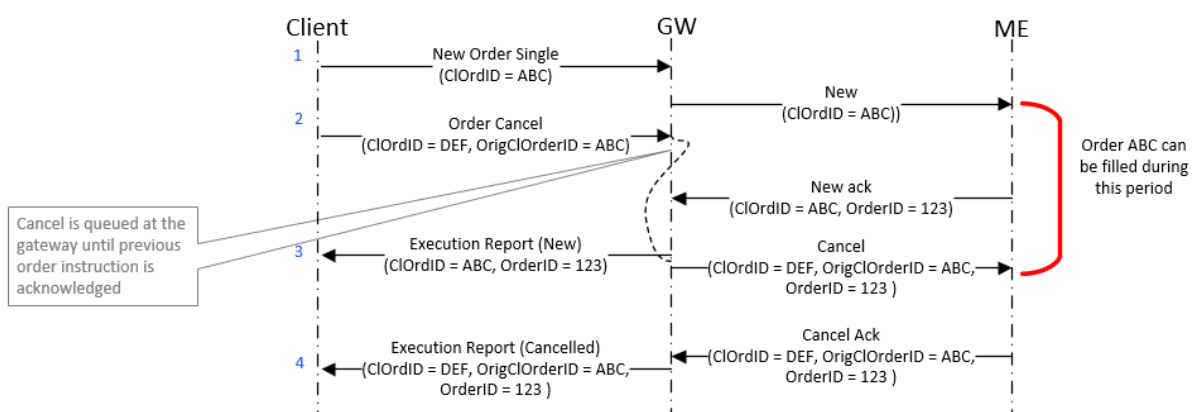 Client
GW
ME
1
New Order Single
(ClOrdID = ABC)
New
(ClOrdID = ABC))
2
Order Cancel
(ClOrdID = DEF, OrigClOrderID = ABC)
Order ABC can
be filled during
this period
New ack
(ClOrdID = ABC, OrderID = 123)
Cancel is queued at the
gateway until previous
order instruction is
acknowledged
3
Execution Report (New)
(ClOrdID = ABC, OrderID = 123)
Cancel
(ClOrdID = DEF, OrigClOrderID = ABC,
OrderID = 123 )
Cancel Ack
(ClOrdID = DEF, OrigClOrderID = ABC,
OrderID = 123 )
4
Execution Report (Cancelled)
(ClOrdID = DEF, OrigClOrderID = ABC,
OrderID = 123 )